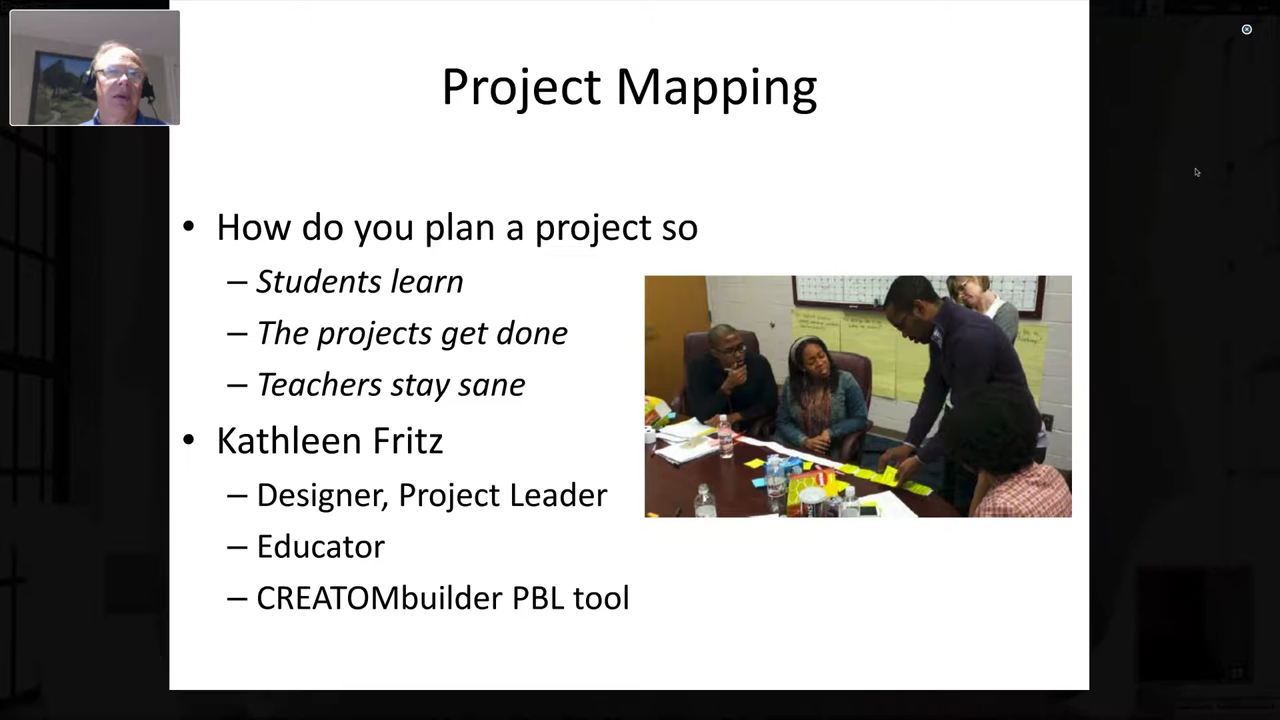 Project Mapping
• How do you plan a project so
– Students learn
– The projects get done
– Teachers stay sane
• Kathleen Fritz
– Designer, Project Leader
– Educator
– CREATOMbuilder PBL tool